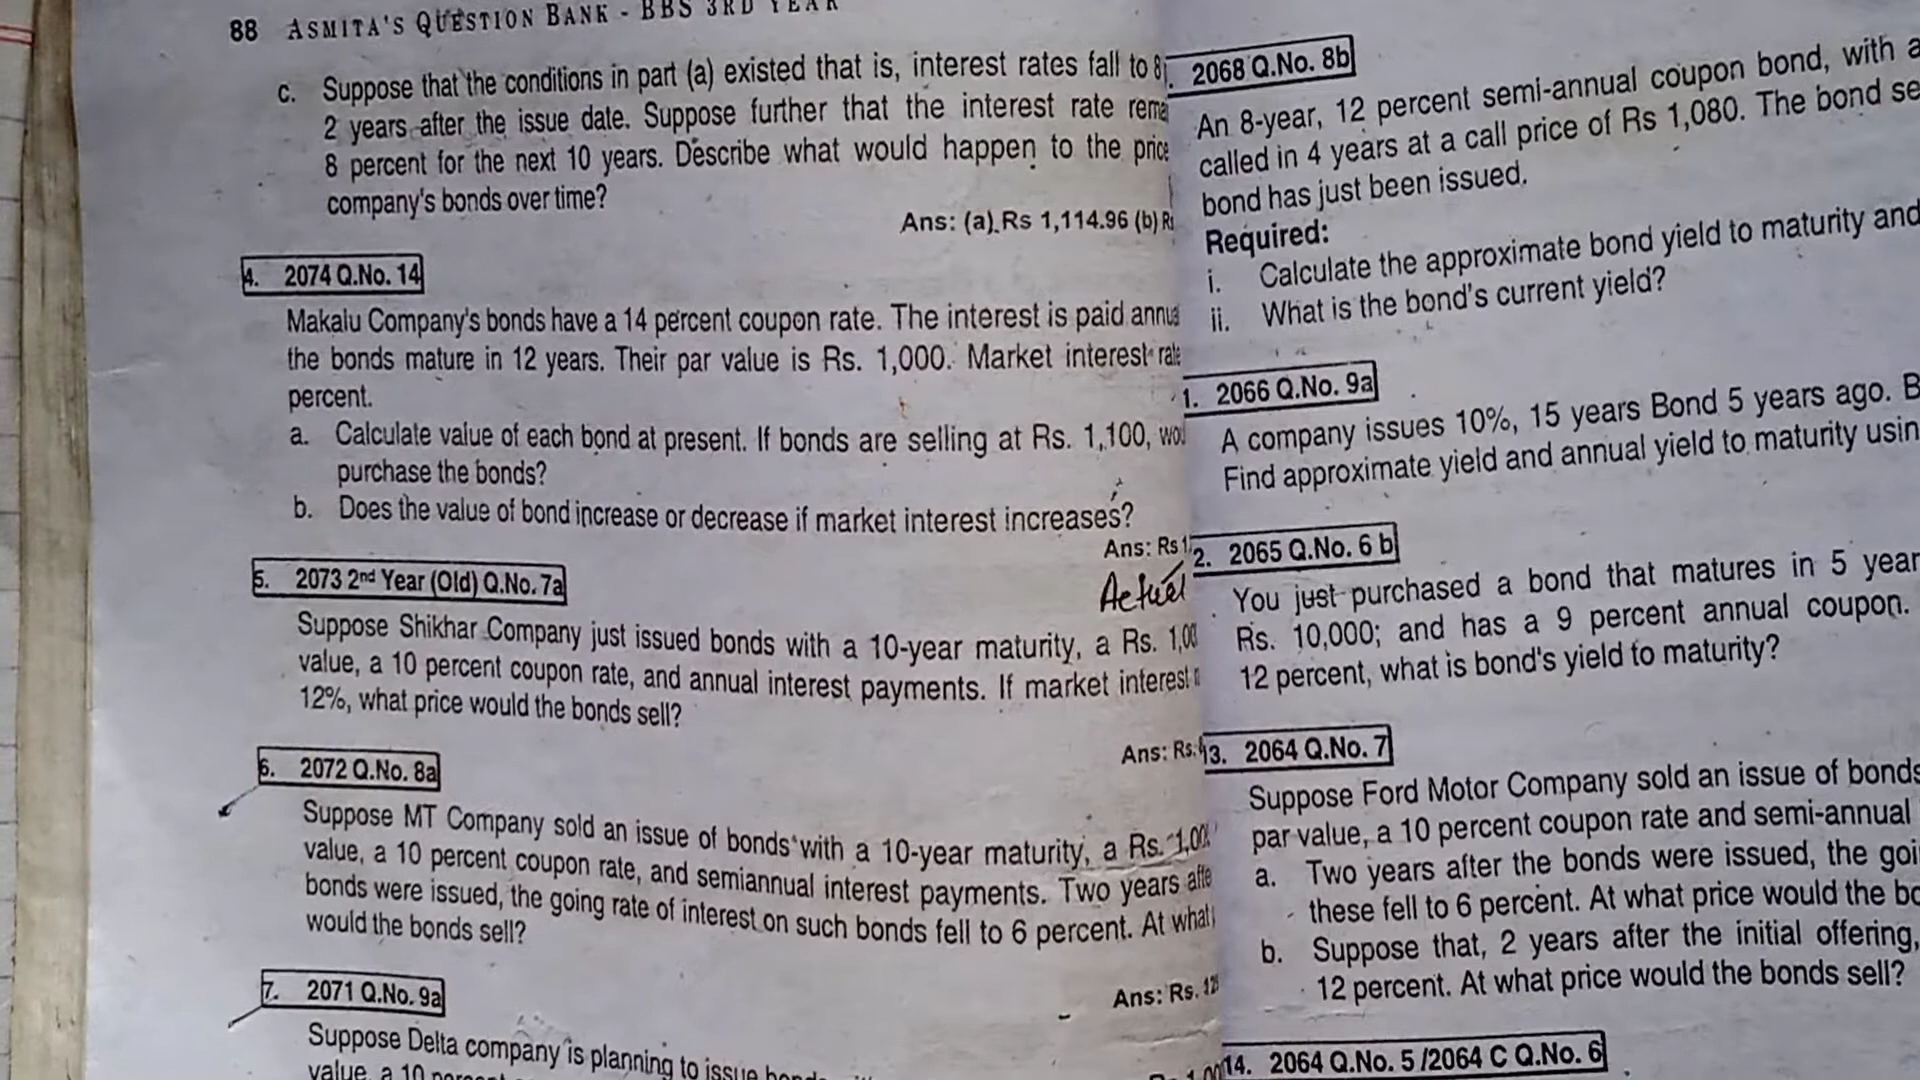 88 ASMITA'S QUESTION BANK - BBS 3RD YEAR
c. Suppose that the conditions in part (a) existed that is, interest rates fall to 8
2 years after the issue date. Suppose further that the interest rate
8 percent for the next 10 years. Describe what would happen to the price
company's bonds over time?
Ans: (a) Rs 1,114.96 (b)
4. 2074 Q.No. 14
Makalu Company's bonds have a 14 percent coupon rate. The interest is paid
the bonds mature in 12 years. Their par value is Rs. 1,000. Market interest
percent.
a. Calculate value of each bond at present. If bonds are selling at Rs. 1,100,
purchase the bonds?
b. Does the value of bond increase or decrease if market interest increases?
Ans: Rs
Actual
5. 2073 2nd Year (Old) Q.No. 7a
Suppose Shikhar Company just issued bonds with a 10-year maturity, a Rs.
value, a 10 percent coupon rate, and annual interest payments. If market interest
12%, what price would the bonds sell?
Ans: Rs.
6. 2072 Q.No. 8a
Suppose MT Company sold an issue of bonds with a 10-year maturity, a Rs.
value, a 10 percent coupon rate, and semiannual interest payments. Two years
bonds were issued, the going rate of interest on such bonds fell to 6 percent. At what
would the bonds sell?
Ans: Rs.
7. 2071 Q.No. 9a
Suppose Delta company is planning to issue
value, a 10
2068 Q.No. 8b
An 8-year, 12 percent semi-annual coupon bond, with a
called in 4 years at a call price of Rs 1,080. The bond
bond has just been issued.
Required:
i. Calculate the approximate bond yield to maturity and
ii. What is the bond's current yield?
1. 2066 Q.No. 9a
A company issues 10%, 15 years Bond 5 years ago.
Find approximate yield and annual yield to maturity
2. 2065 Q.No. 6 b
You just purchased a bond that matures in 5
Rs. 10,000; and has a 9 percent annual coupon.
12 percent, what is bond's yield to maturity?
13. 2064 Q.No. 7
Suppose Ford Motor Company sold an issue of bonds
par value, a 10 percent coupon rate and semi-annual
a. Two years after the bonds were issued, the
these fell to 6 percent. At what price would the
b. Suppose that, 2 years after the initial offering,
12 percent. At what price would the bonds sell?
14. 2064 Q.No. 5 /2064 C Q.No. 6